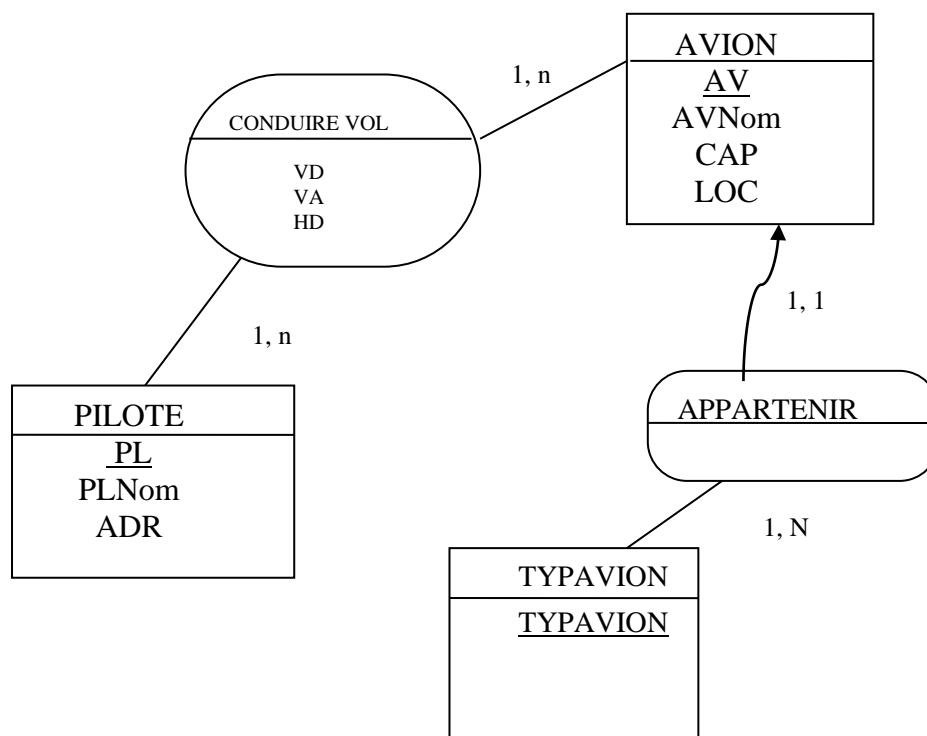 AVION
AV
AVNom
CAP
LOC
1, n
CONDUIRE VOL
VD
VA
HD
1, n
1, 1
PILOTE
PL
PLNom
ADR
APPARTENIR
1, N
TYPAVION
TYPAVION